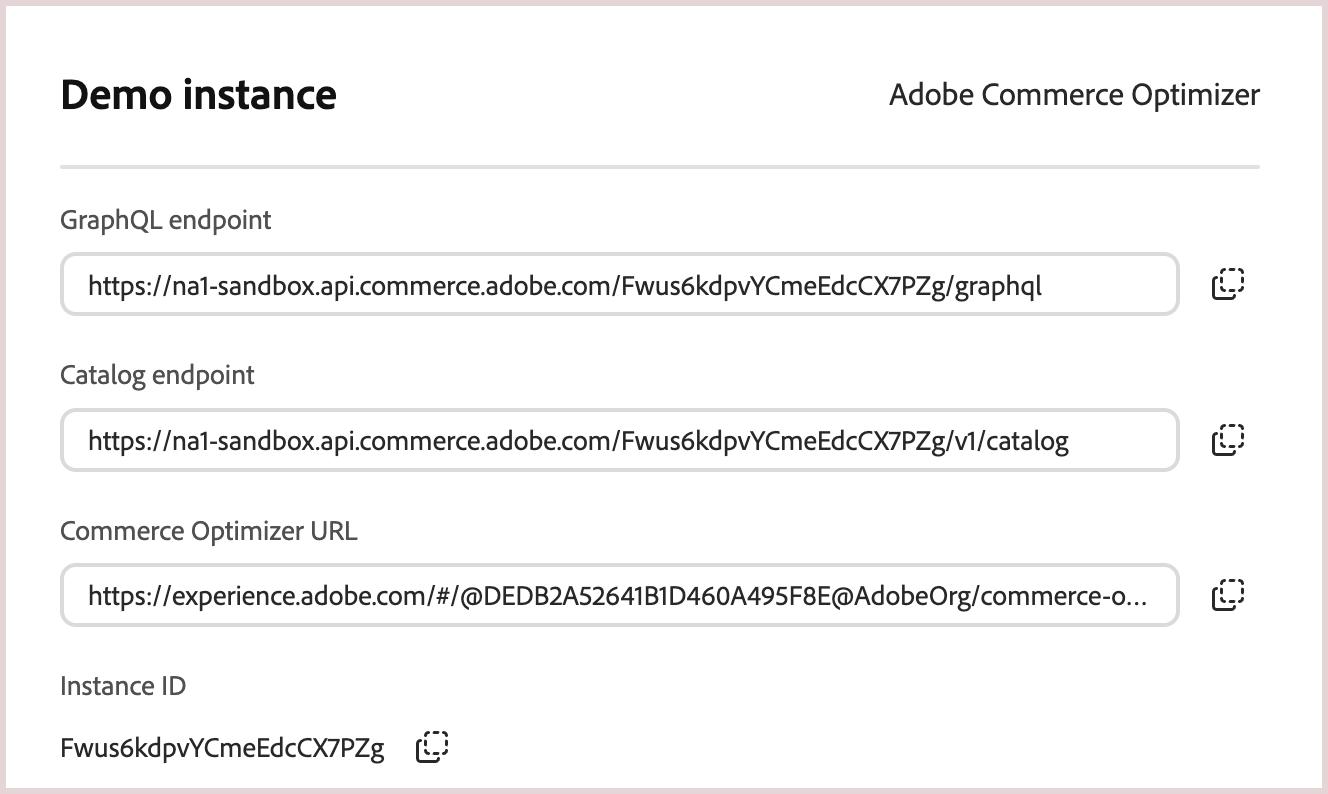 Demo instance
Adobe Commerce Optimizer
GraphQL endpoint
https://na1-sandbox.api.commerce.adobe.com/Fwus6kdpvYCmeEdcCX7PZg/graphql
Catalog endpoint
https://na1-sandbox.api.commerce.adobe.com/Fwus6kdpvYCmeEdcCX7PZg/v1/catalog
Commerce Optimizer URL
https://experience.adobe.com/#/@DEDB2A52641B1D460A495F8E@AdobeOrg/commerce-o...
Instance ID
Fwus6kdpvYCmeEdcCX7PZg